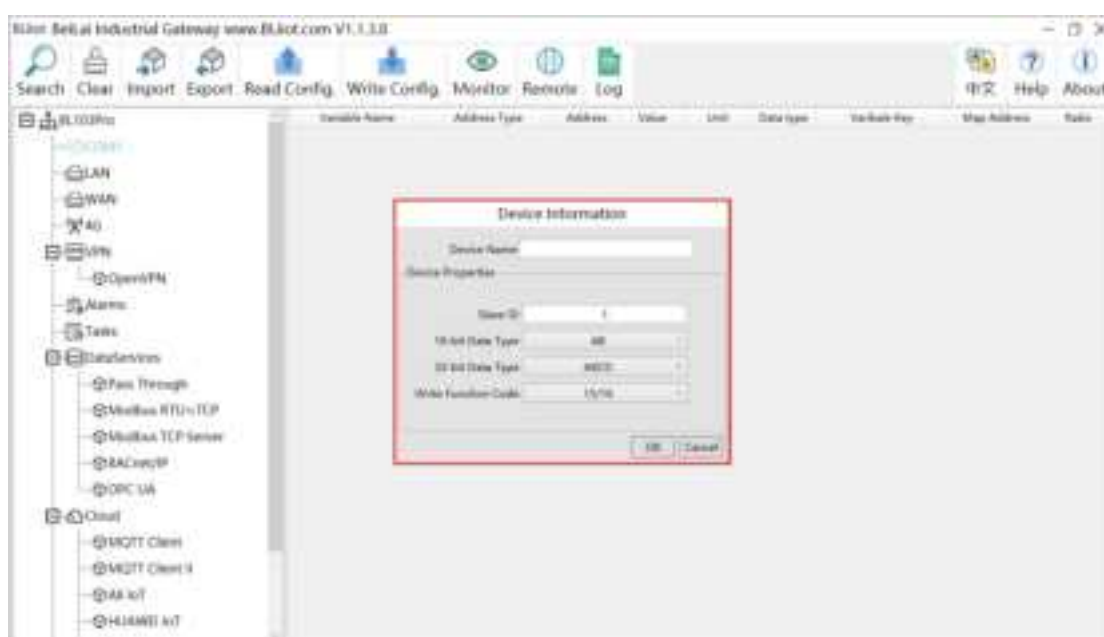 BeiLai Industrial Gateway www.BLiiot.com V1.1.3.8
Search Clear Import Export Read Config. Write Config. Monitor Remote Log 中文 Help About
Variable Name Address Type Address Value Unit Data type Map Address Ratio
LAN
WAN
4G
VPN
OpenVPN
Alarms
Tasks
DataServices
Pass Through
Modbus RTU>TCP
Modbus TCP Server
BACnet/IP
OPC UA
Cloud
MQTT Client
MQTT Client II
Ali IoT
HUAWEI IoT
Device Information
Device Name
Device Properties
Slave ID 1
16-bit Data Type AB
32-bit Data Type ABCD
Write Function Code 15/16
OK Cancel